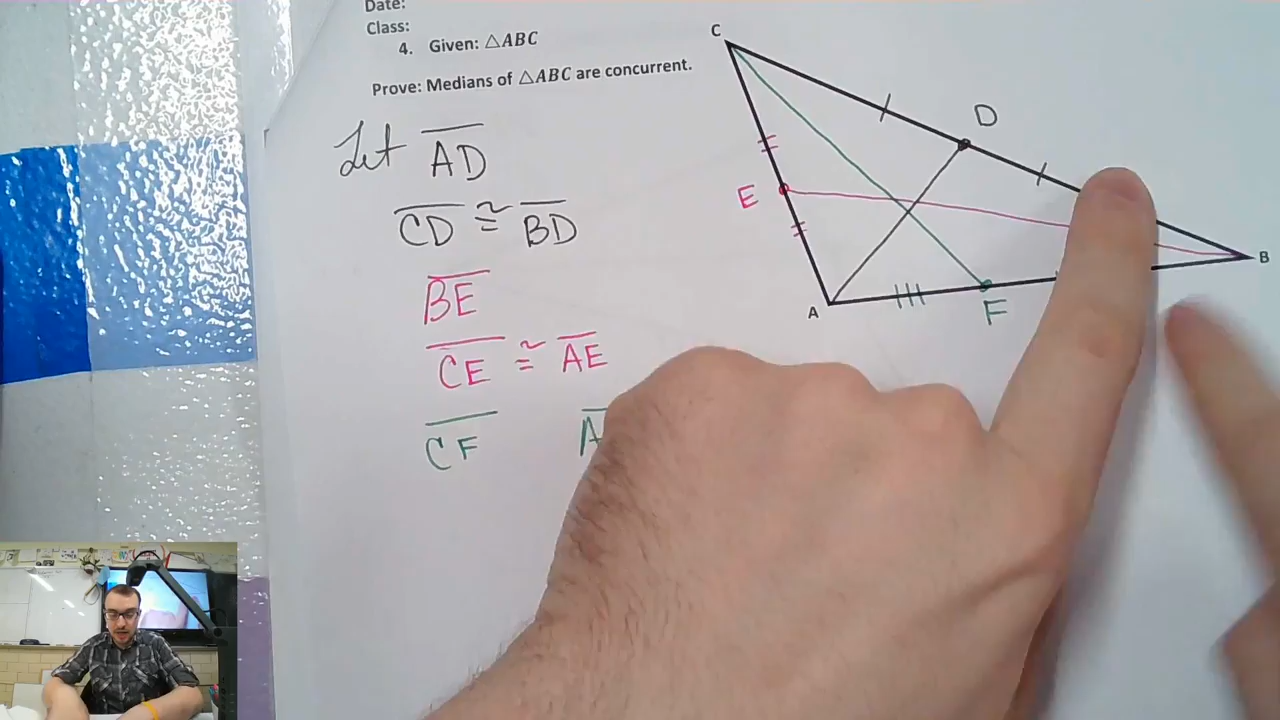 Date:
Class:
4. Given: △ABC
Prove: Medians of △ABC are concurrent.
Let AD
CD ≅ BD
BE
CE ≅ AE
CF A
C
D
E
B
A
F